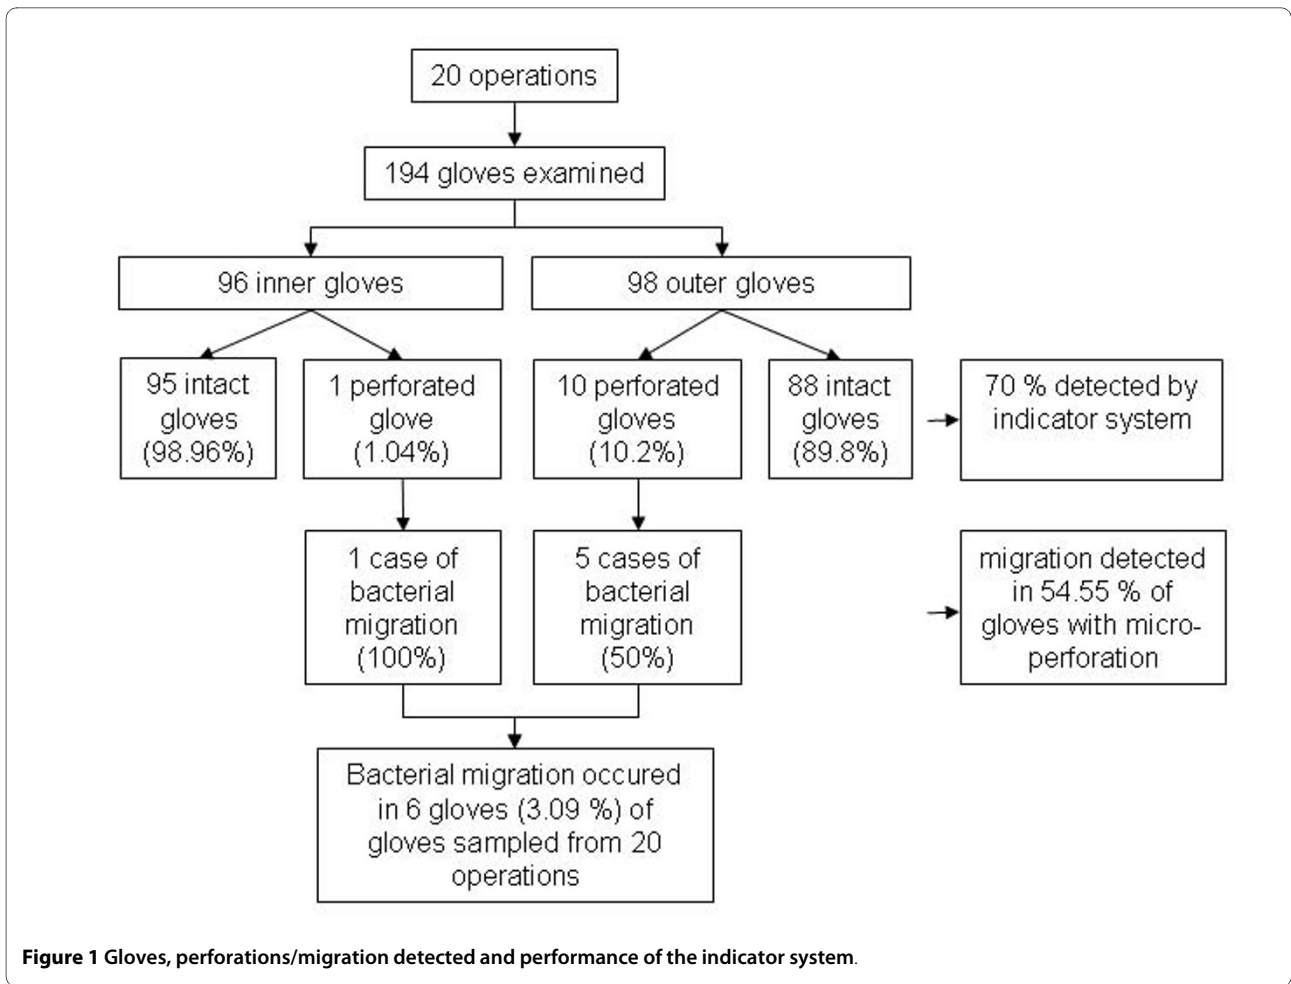 20 operations
194 gloves examined
96 inner gloves
98 outer gloves
95 intact
gloves
(98.96%)
1 perforated
glove
(1.04%)
10 perforated
gloves
(10.2%)
88 intact
gloves
(89.8%)
70 % detected by
indicator system
1 case of
bacterial
migration
(100%)
5 cases of
bacterial
migration
(50%)
migration detected
in 54.55 % of
gloves with micro-
perforation
Bacterial migration occured
in 6 gloves (3.09 %) of
gloves sampled from 20
operations
Figure 1 Gloves, perforations/migration detected and performance of the indicator system.